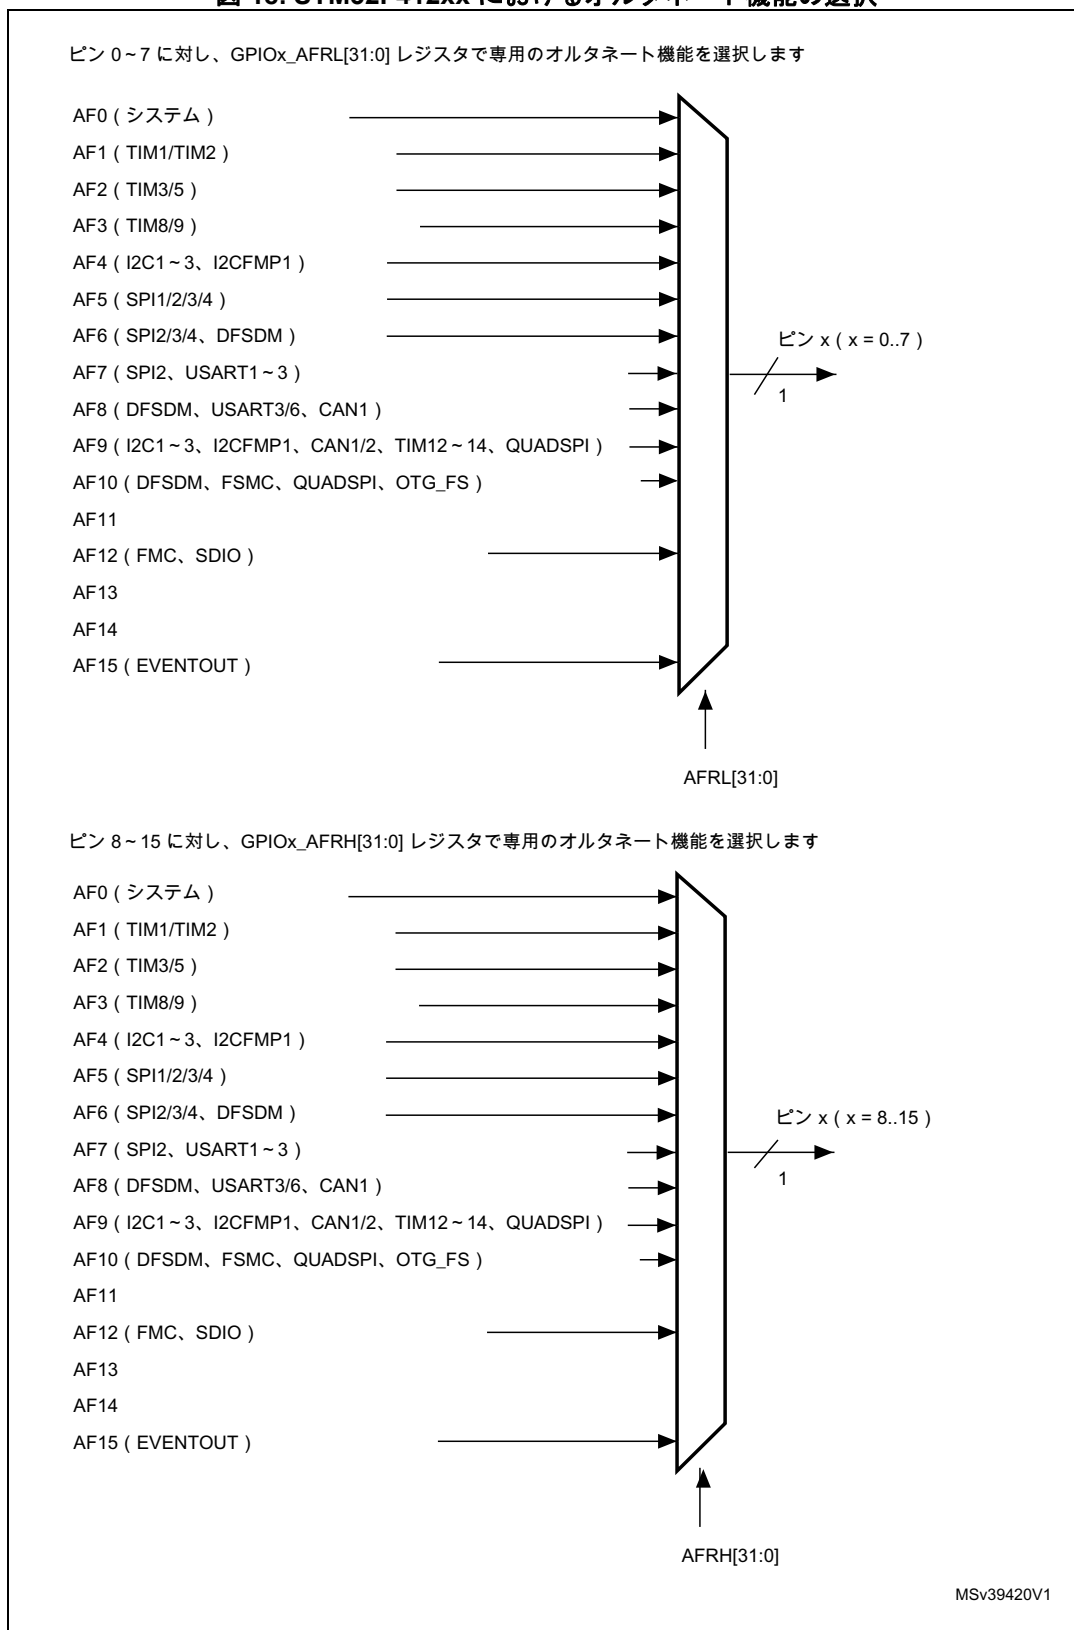 ピン 0~7 に対し、GPIOx_AFRL[31:0] レジスタで専用のオルタネート機能を選択します
AF0 ( システム )
AF1 ( TIM1/TIM2 )
AF2 ( TIM3/5 )
AF3 ( TIM8/9 )
AF4 ( I2C1~3、I2CFMP1 )
AF5 ( SPI1/2/3/4 )
AF6 ( SPI2/3/4、DFSDM )
AF7 ( SPI2、USART1~3 )
AF8 ( DFSDM、USART3/6、CAN1 )
AF9 ( I2C1~3、I2CFMP1、CAN1/2、TIM12~14、QUADSPI )
AF10 ( DFSDM、FSMC、QUADSPI、OTG_FS )
AF11
AF12 ( FMC、SDIO )
AF13
AF14
AF15 ( EVENTOUT )
ピン x ( x = 0..7 )
1
AFRL[31:0]
ピン 8~15 に対し、GPIOx_AFRH[31:0] レジスタで専用のオルタネート機能を選択します
AF0 ( システム )
AF1 ( TIM1/TIM2 )
AF2 ( TIM3/5 )
AF3 ( TIM8/9 )
AF4 ( I2C1~3、I2CFMP1 )
AF5 ( SPI1/2/3/4 )
AF6 ( SPI2/3/4、DFSDM )
AF7 ( SPI2、USART1~3 )
AF8 ( DFSDM、USART3/6、CAN1 )
AF9 ( I2C1~3、I2CFMP1、CAN1/2、TIM12~14、QUADSPI )
AF10 ( DFSDM、FSMC、QUADSPI、OTG_FS )
AF11
AF12 ( FMC、SDIO )
AF13
AF14
AF15 ( EVENTOUT )
ピン x ( x = 8..15 )
1
AFRH[31:0]
MSv39420V1